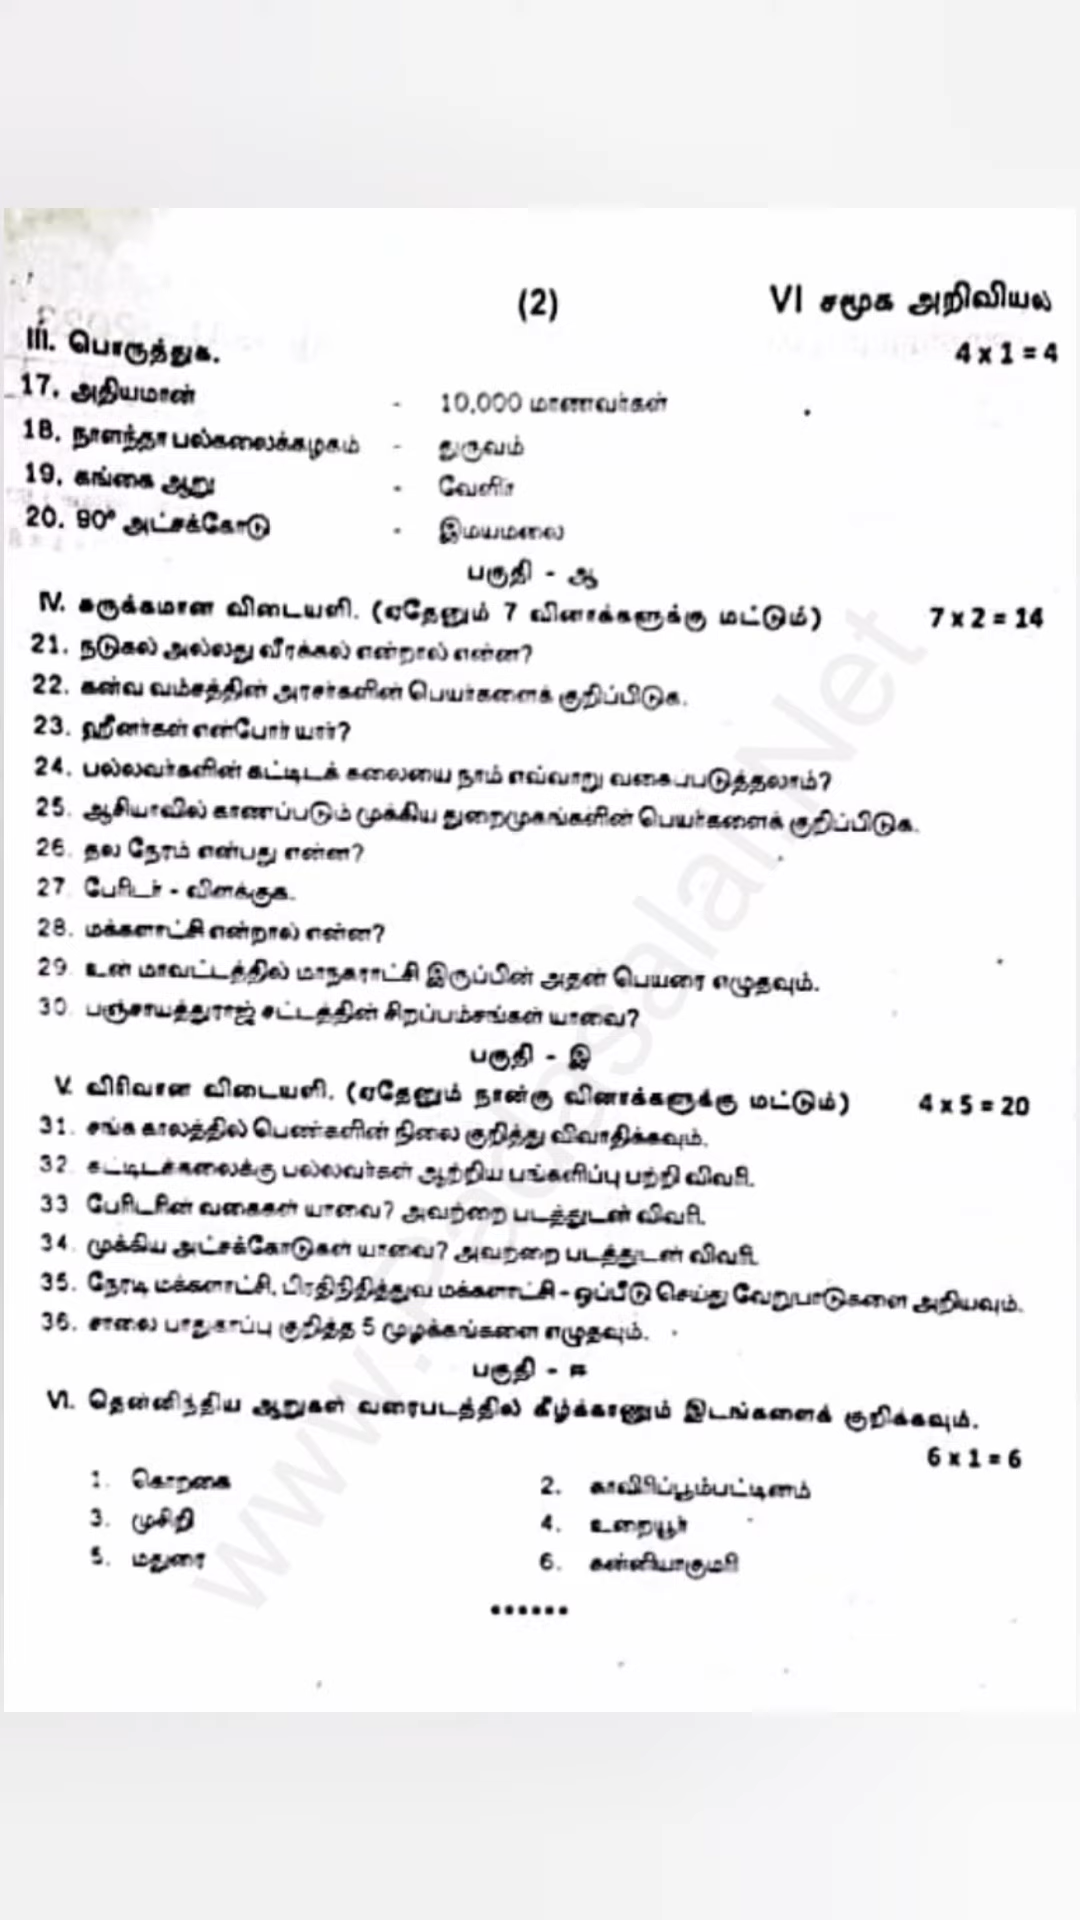 (2) VI சமூக அறிவியல்
III. பொருத்துக. 4 x 1 = 4
17. அதியமான் - 10,000 மாணவர்கள்
18. நாளந்தா பல்கலைக்கழகம் - துருவம்
19. கங்கை ஆறு - வேளிர்
20. 90° அட்சக்கோடு - இமயமலை
பகுதி - ஆ
IV. சுருக்கமான விடையளி. (ஏதேனும் 7 வினாக்களுக்கு மட்டும்) 7 x 2 = 14
21. நடுகல் அல்லது வீரக்கல் என்றால் என்ன?
22. கன்வ வம்சத்தின் அரசர்களின் பெயர்களைக் குறிப்பிடுக.
23. ஹீனர்கள் என்போர் யார்?
24. பல்லவர்களின் கட்டிடக் கலையை நாம் எவ்வாறு வகைப்படுத்தலாம்?
25. ஆசியாவில் காணப்படும் முக்கிய துறைமுகங்களின் பெயர்களைக் குறிப்பிடுக.
26. தல நேரம் என்பது என்ன?
27. பேரிடர் - விளக்குக.
28. மக்களாட்சி என்றால் என்ன?
29. உன் மாவட்டத்தில் மாநகராட்சி இருப்பின் அதன் பெயரை எழுதவும்.
30. பஞ்சாயத்துராஜ் சட்டத்தின் சிறப்பம்சங்கள் யாவை?
பகுதி - இ
V. விரிவான விடையளி. (ஏதேனும் நான்கு வினாக்களுக்கு மட்டும்) 4 x 5 = 20
31. சங்க காலத்தில் பெண்களின் நிலை குறித்து விவாதிக்கவும்.
32. கட்டிடக்கலைக்கு பல்லவர்கள் ஆற்றிய பங்களிப்பு பற்றி விவரி.
33. பேரிடரின் வகைகள் யாவை? அவற்றை படத்துடன் விவரி.
34. முக்கிய அட்சக்கோடுகள் யாவை? அவற்றை படத்துடன் விவரி.
35. நேரடி மக்களாட்சி, பிரதிநிதித்துவ மக்களாட்சி - ஒப்பீடு செய்து வேறுபாடுகளை அறியவும்.
36. சாலை பாதுகாப்பு குறித்த 5 முழக்கங்களை எழுதவும்.
பகுதி - ஈ
VI. தென்னிந்திய ஆறுகள் வரைபடத்தில் கீழ்க்காணும் இடங்களைக் குறிக்கவும்.
6 x 1 = 6
1. கொற்கை 2. காவிரிப்பூம்பட்டினம்
3. முசிறி 4. உறையூர்
5. மதுரை 6. கன்னியாகுமரி
******
www.Padasalai.Net